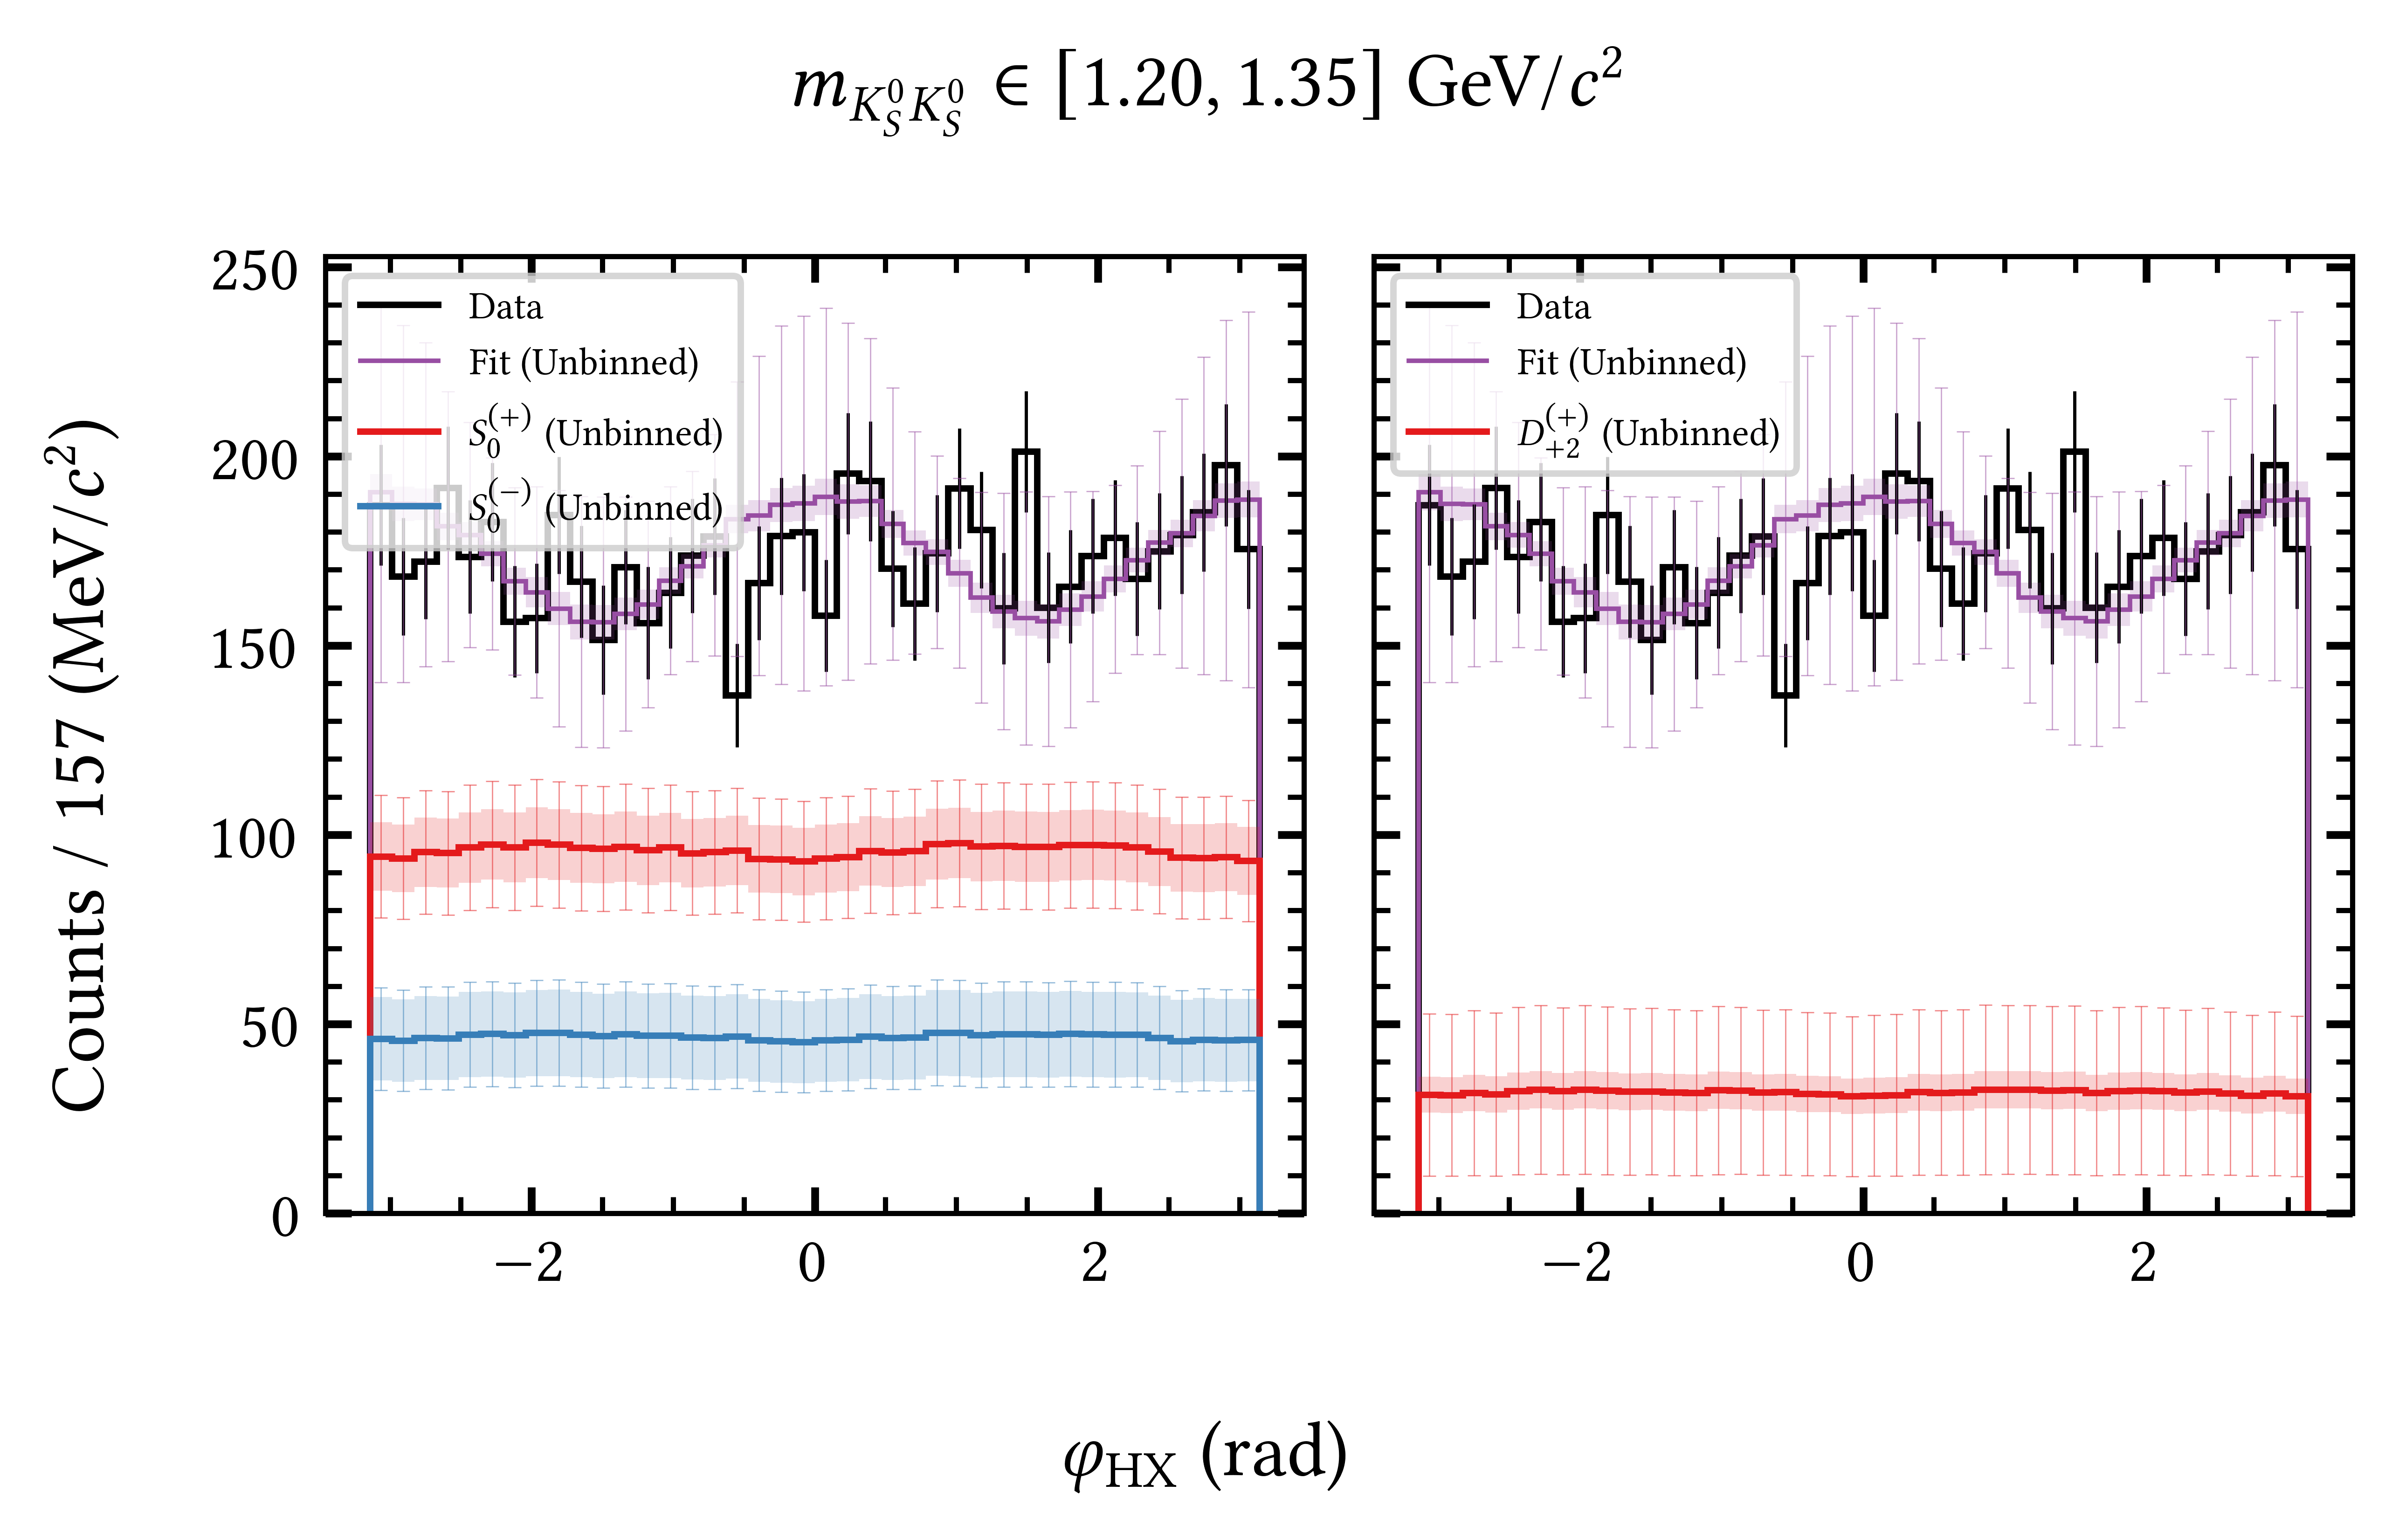 m_{K_S^0 K_S^0} ∈ [1.20, 1.35] GeV/c²
250
200
150
100
50
0
Counts / 157 (MeV/c²)
Data
Fit (Unbinned)
S_0^{(+)} (Unbinned)
S_0^{(−)} (Unbinned)
−2
0
2
Data
Fit (Unbinned)
D_{+2}^{(+)} (Unbinned)
−2
0
2
φ_{HX} (rad)